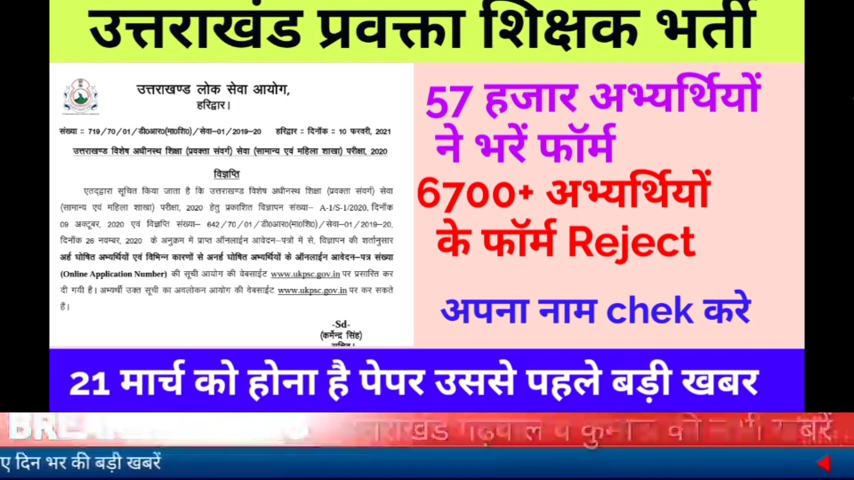 उत्तराखंड प्रवक्ता शिक्षक भर्ती
उत्तराखण्ड लोक सेवा आयोग,
हरिद्वार।
संख्या : 719/70/01/डी0आर0(मा0शि0)/सेवा–01/2019–20 हरिद्वार : दिनाँक : 10 फरवरी, 2021
उत्तराखण्ड विशेष अधीनस्थ शिक्षा (प्रवक्ता संवर्ग) सेवा (सामान्य एवं महिला शाखा) परीक्षा, 2020
विज्ञप्ति
एतद्द्वारा सूचित किया जाता है कि उत्तराखण्ड विशेष अधीनस्थ शिक्षा (प्रवक्ता संवर्ग) सेवा
(सामान्य एवं महिला शाखा) परीक्षा, 2020 हेतु प्रकाशित विज्ञापन संख्या– A-1/S-1/2020, दिनांक
09 अक्टूबर, 2020 एवं विज्ञप्ति संख्या– 642/70/01/डी0आर0(मा0शि0)/सेवा–01/2019–20,
दिनाँक 26 नवम्बर, 2020 के अनुक्रम में प्राप्त ऑनलाईन आवेदन–पत्रों में से, विज्ञापन की शर्तानुसार
अर्ह घोषित अभ्यर्थियों एवं विभिन्न कारणों से अनर्ह घोषित अभ्यर्थियों के ऑनलाईन आवेदन–पत्र संख्या
(Online Application Number) की सूची आयोग की वेबसाईट www.ukpsc.gov.in पर प्रसारित कर
दी गयी है। अभ्यर्थी उक्त सूची का अवलोकन आयोग की वेबसाईट www.ukpsc.gov.in पर कर सकते
हैं।
-Sd-
(कर्मेन्द्र सिंह)
57 हजार अभ्यर्थियों
ने भरें फॉर्म
6700+ अभ्यर्थियों
के फॉर्म Reject
अपना नाम chek करे
21 मार्च को होना है पेपर उससे पहले बड़ी खबर
ए दिन भर की बड़ी खबरें